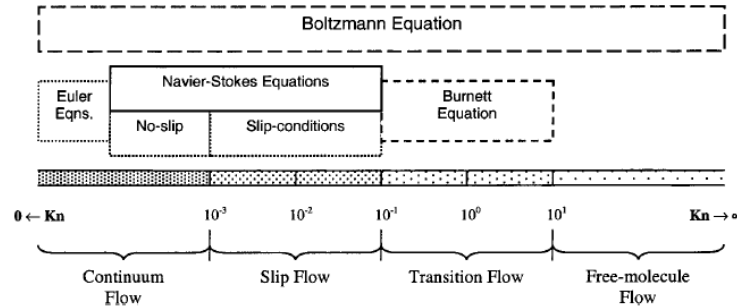 Boltzmann Equation
Navier-Stokes Equations
Euler
Eqns.
Burnett
Equation
No-slip
Slip-conditions
0 ← Kn
10⁻³
10⁻²
10⁻¹
10⁰
10¹
Kn → ∞
Continuum
Flow
Slip Flow
Transition Flow
Free-molecule
Flow